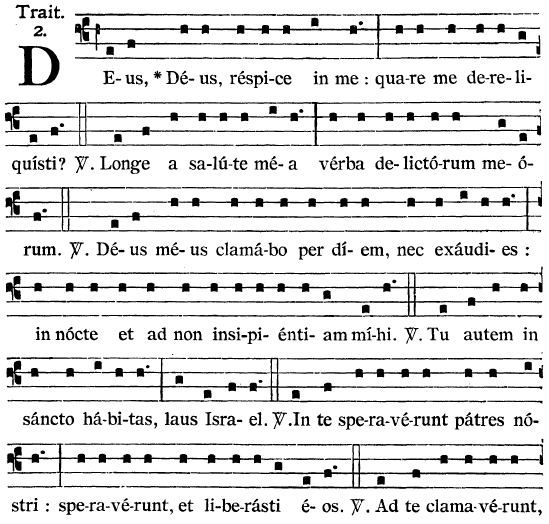 Trait.
2.
DE-us, * Dé-us, réspi-ce in me : qua-re me de-re-li-
quísti? ℣. Longe a sa-lú-te mé-a vérba de-lictó-rum me-ó-
rum. ℣. Dé-us mé-us clamá-bo per dí-em, nec exáudi-es :
in nócte et ad non insi-pi-énti-am mí-hi. ℣. Tu autem in
sáncto há-bi-tas, laus Isra-el. ℣. In te spe-ra-vé-runt pátres nó-
stri : spe-ra-vé-runt, et li-be-rásti é-os. ℣. Ad te clama-vé-runt,